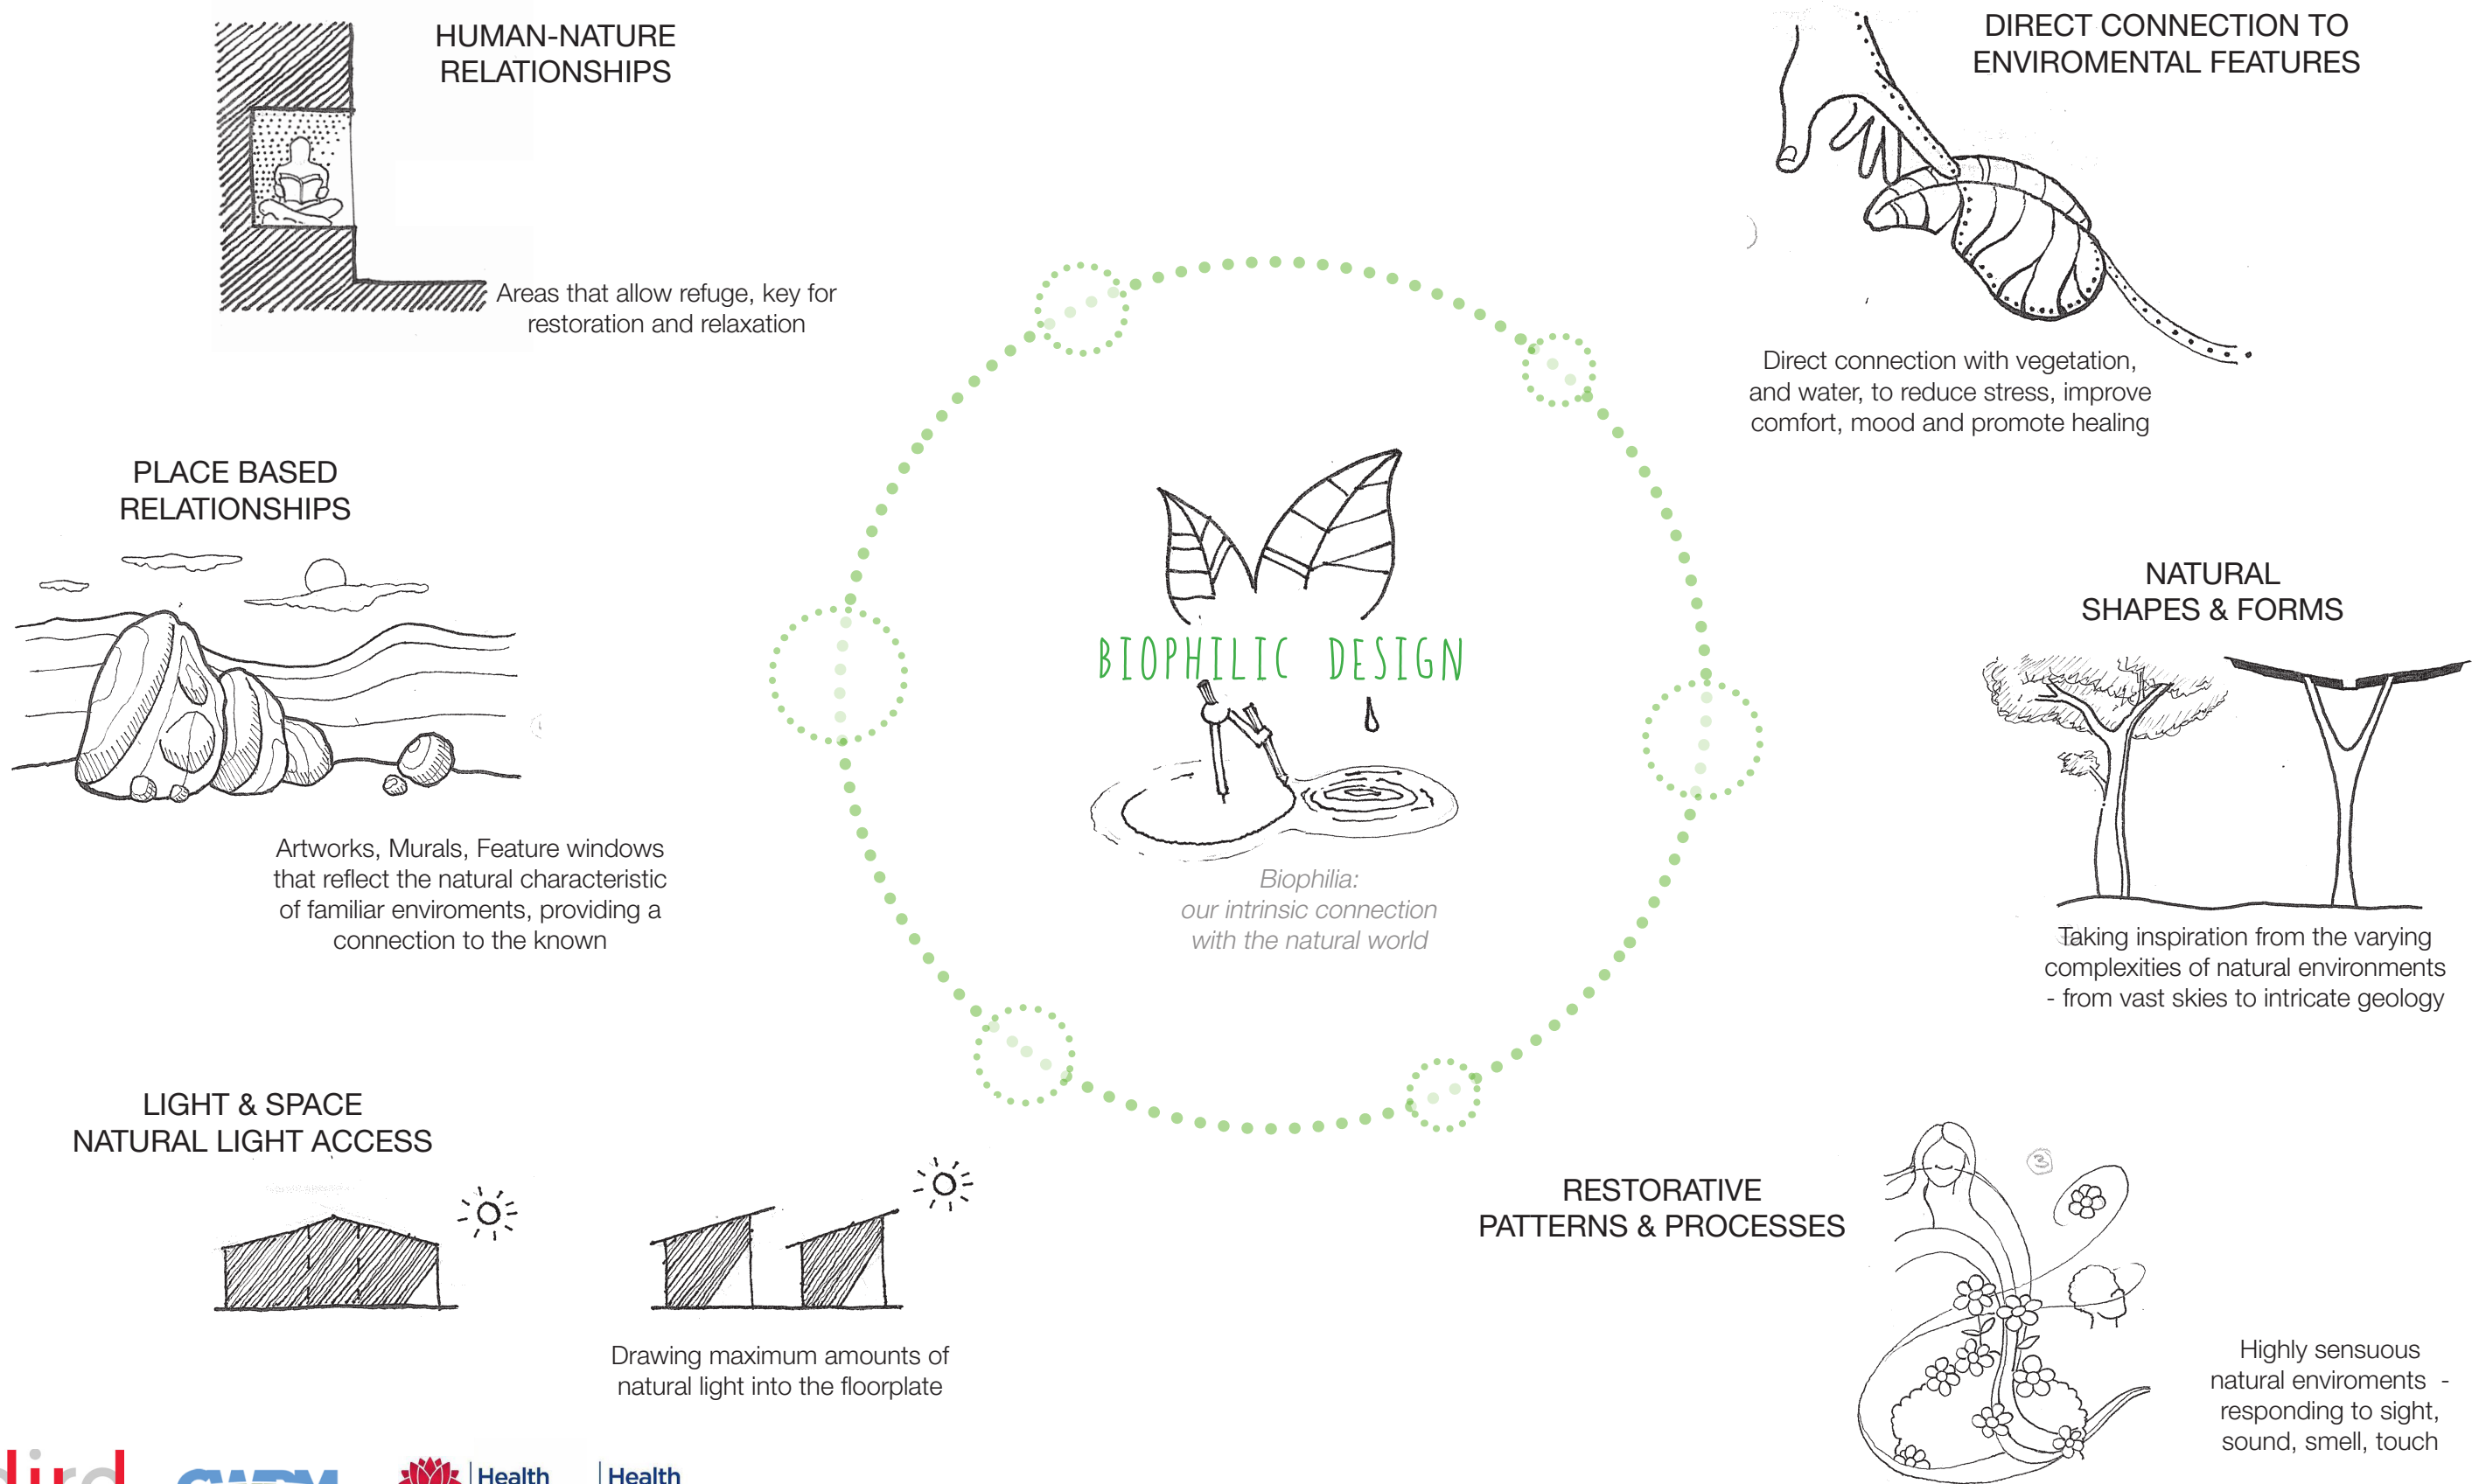 HUMAN-NATURE
RELATIONSHIPS
Areas that allow refuge, key for
restoration and relaxation
DIRECT CONNECTION TO
ENVIROMENTAL FEATURES
Direct connection with vegetation,
and water, to reduce stress, improve
comfort, mood and promote healing
PLACE BASED
RELATIONSHIPS
Artworks, Murals, Feature windows
that reflect the natural characteristic
of familiar enviroments, providing a
connection to the known
BIOPHILIC DESIGN
Biophilia:
our intrinsic connection
with the natural world
NATURAL
SHAPES & FORMS
Taking inspiration from the varying
complexities of natural environments
- from vast skies to intricate geology
LIGHT & SPACE
NATURAL LIGHT ACCESS
Drawing maximum amounts of
natural light into the floorplate
RESTORATIVE
PATTERNS & PROCESSES
3
Highly sensuous
natural enviroments -
responding to sight,
sound, smell, touch
Health
Health